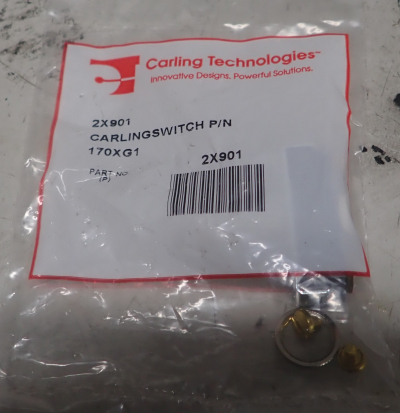 Carling Technologies™
Innovative Designs. Powerful Solutions.
2X901
CARLINGSWITCH P/N
170XG1
2X901
PART NO
(P)